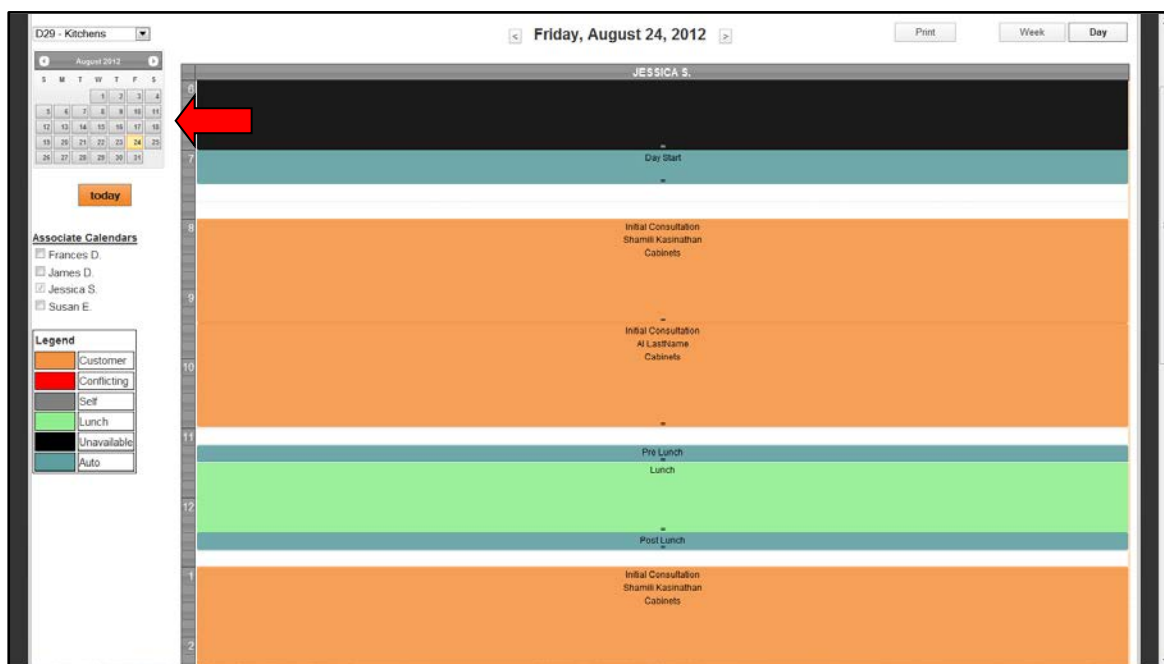 D29 - Kitchens
< Friday, August 24, 2012 >
Print
Week
Day
August 2012
S M T W T F S
1 2 3 4
5 6 7 8 9 10 11
12 13 14 15 16 17 18
19 20 21 22 23 24 25
26 27 28 29 30 31
today
Associate Calendars
Frances D.
James D.
Jessica S.
Susan E.
Legend
Customer
Conflicting
Self
Lunch
Unavailable
Auto
JESSICA S.
6
7
Day Start
8
Initial Consultation
Shamili Kasinathan
Cabinets
9
Initial Consultation
Al LastName
Cabinets
10
11
Pre Lunch
Lunch
12
Post Lunch
1
Initial Consultation
Shamili Kasinathan
Cabinets
2